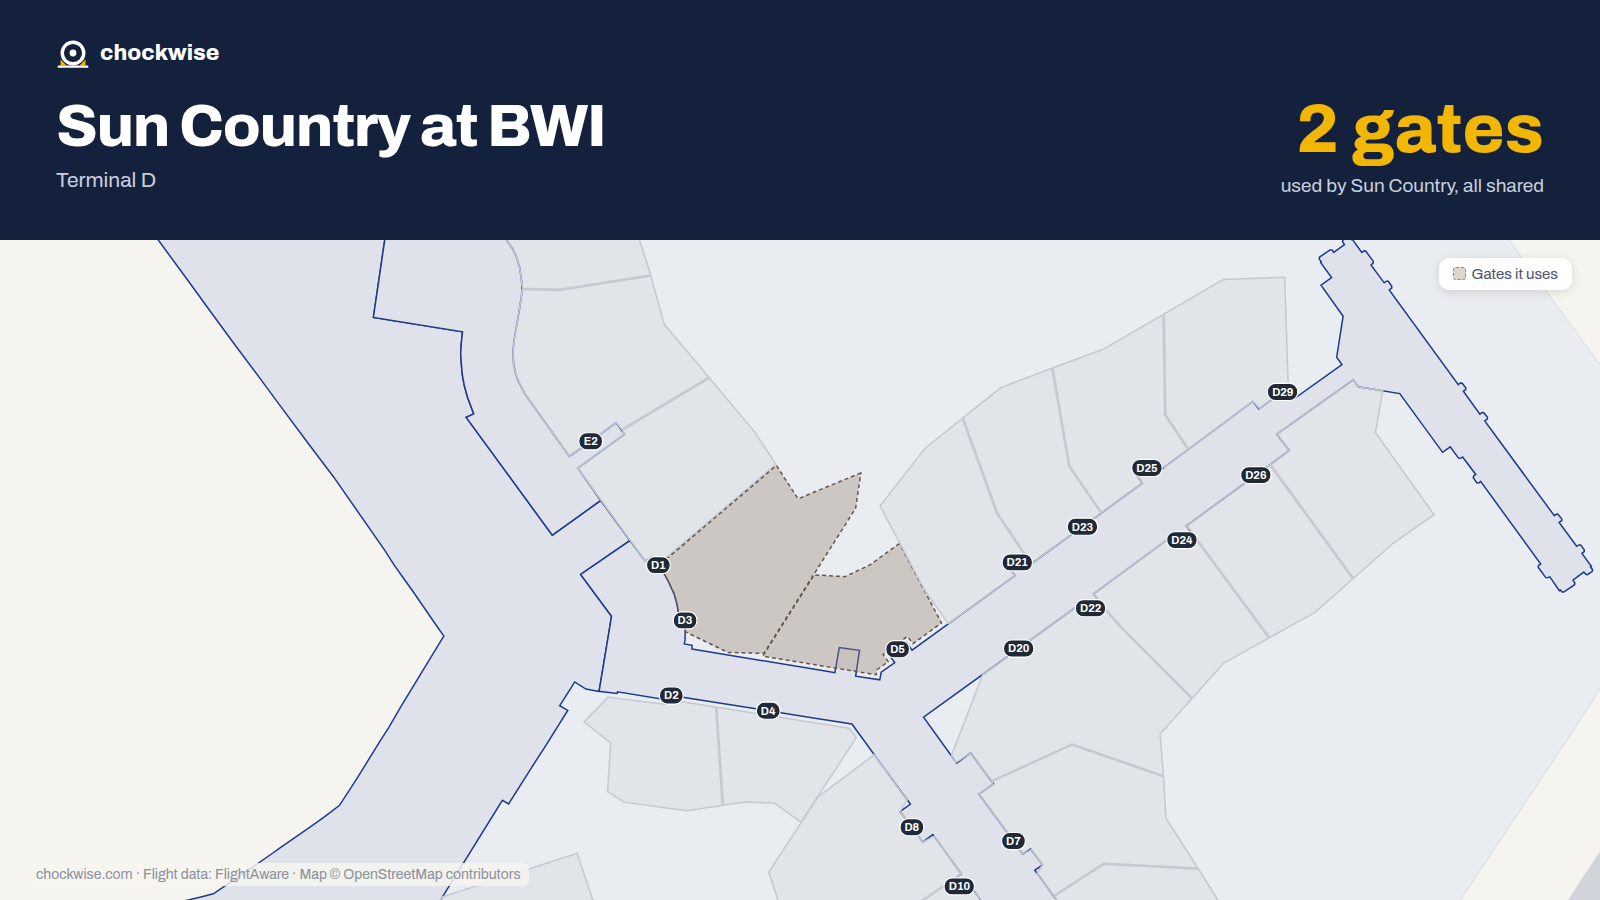 chockwise
Sun Country at BWI
Terminal D
2 gates
used by Sun Country, all shared
Gates it uses
D29
E2
D25
D26
D23
D24
D21
D1
D22
D3
D20
D5
D2
D4
D8
D7
D10
chockwise.com · Flight data: FlightAware · Map © OpenStreetMap contributors